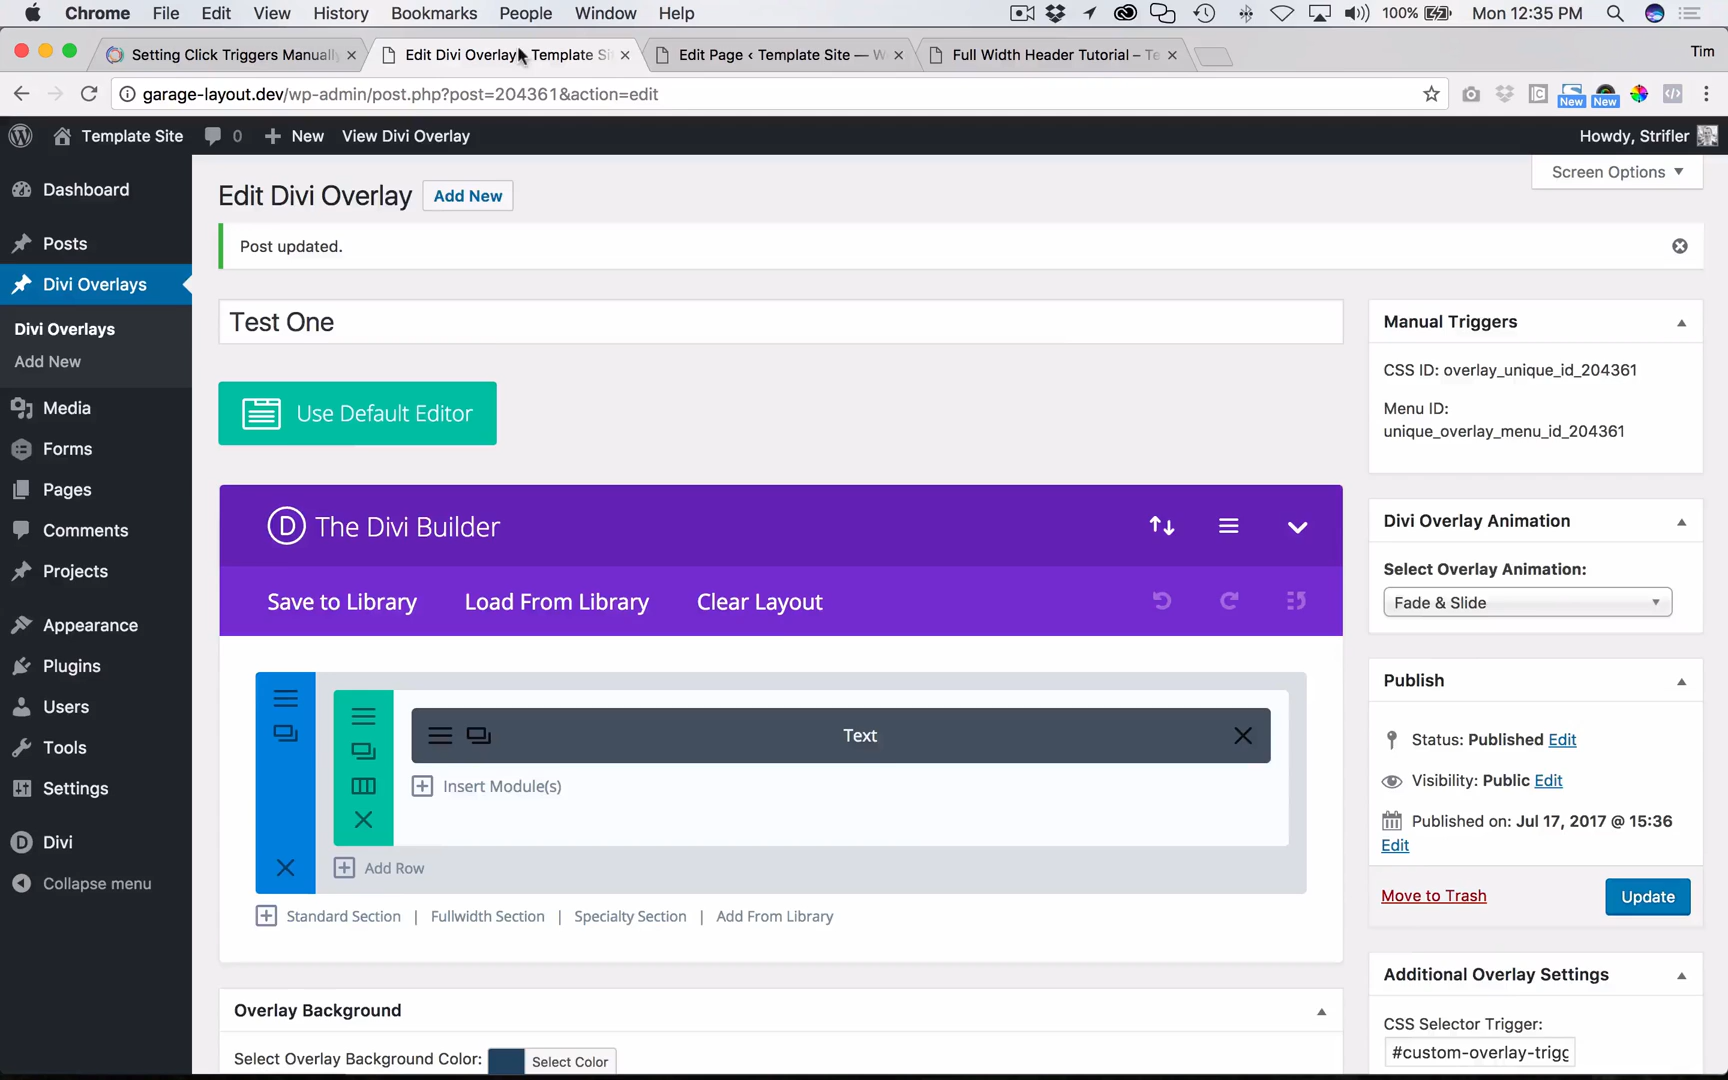 Chrome File Edit View History Bookmarks People Window Help 100% Mon 12:35 PM
Setting Click Triggers Manually Edit Divi Overlay Template Si Edit Page ‹ Template Site — W Full Width Header Tutorial – Te Tim
garage-layout.dev/wp-admin/post.php?post=204361&action=edit New New
Template Site 0 New View Divi Overlay Howdy, Strifler
Screen Options
Dashboard
Posts
Divi Overlays
Divi Overlays
Add New
Media
Forms
Pages
Comments
Projects
Appearance
Plugins
Users
Tools
Settings
Divi
Collapse menu
Edit Divi Overlay Add New
Post updated.
Test One
Use Default Editor
The Divi Builder
Save to Library Load From Library Clear Layout
Text
Insert Module(s)
Add Row
Standard Section | Fullwidth Section | Specialty Section | Add From Library
Overlay Background
Select Overlay Background Color: Select Color
Manual Triggers
CSS ID: overlay_unique_id_204361
Menu ID:
unique_overlay_menu_id_204361
Divi Overlay Animation
Select Overlay Animation:
Fade & Slide
Publish
Status: Published Edit
Visibility: Public Edit
Published on: Jul 17, 2017 @ 15:36
Edit
Move to Trash Update
Additional Overlay Settings
CSS Selector Trigger:
#custom-overlay-trigg